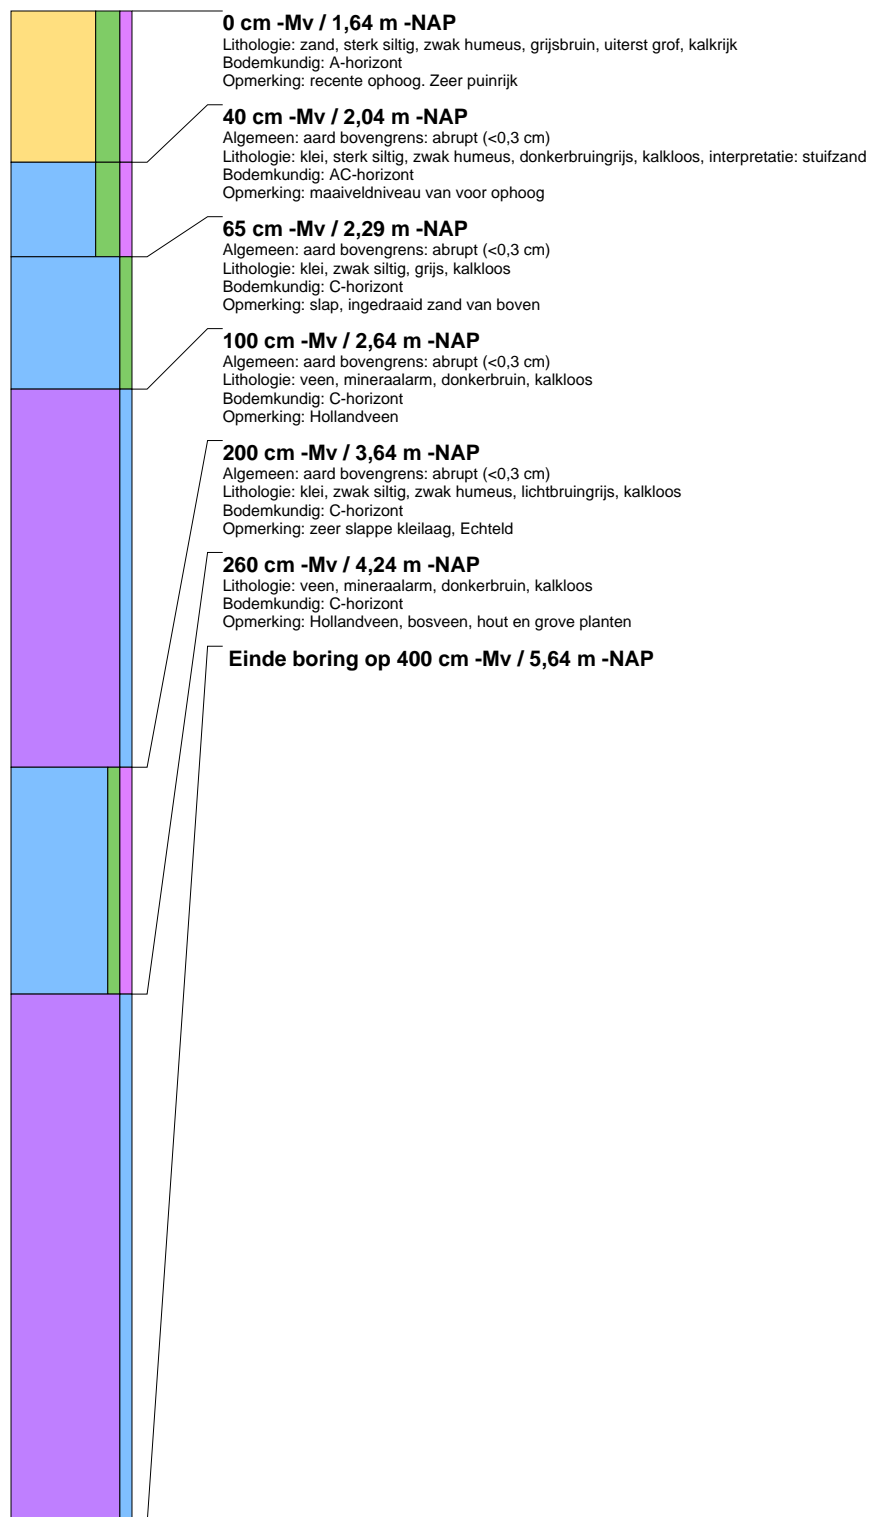 0 cm -Mv / 1,64 m -NAP
Lithologie: zand, sterk siltig, zwak humeus, grijsbruin, uiterst grof, kalkrijk
Bodemkundig: A-horizont
Opmerking: recente ophoog. Zeer puinrijk
40 cm -Mv / 2,04 m -NAP
Algemeen: aard bovengrens: abrupt (<0,3 cm)
Lithologie: klei, sterk siltig, zwak humeus, donkerbruingrijs, kalkloos, interpretatie: stuifzand
Bodemkundig: AC-horizont
Opmerking: maaiveldniveau van voor ophoog
65 cm -Mv / 2,29 m -NAP
Algemeen: aard bovengrens: abrupt (<0,3 cm)
Lithologie: klei, zwak siltig, grijs, kalkloos
Bodemkundig: C-horizont
Opmerking: slap, ingedraaid zand van boven
100 cm -Mv / 2,64 m -NAP
Algemeen: aard bovengrens: abrupt (<0,3 cm)
Lithologie: veen, mineraalarm, donkerbruin, kalkloos
Bodemkundig: C-horizont
Opmerking: Hollandveen
200 cm -Mv / 3,64 m -NAP
Algemeen: aard bovengrens: abrupt (<0,3 cm)
Lithologie: klei, zwak siltig, zwak humeus, lichtbruingrijs, kalkloos
Bodemkundig: C-horizont
Opmerking: zeer slappe kleilaag, Echteld
260 cm -Mv / 4,24 m -NAP
Lithologie: veen, mineraalarm, donkerbruin, kalkloos
Bodemkundig: C-horizont
Opmerking: Hollandveen, bosveen, hout en grove planten
Einde boring op 400 cm -Mv / 5,64 m -NAP